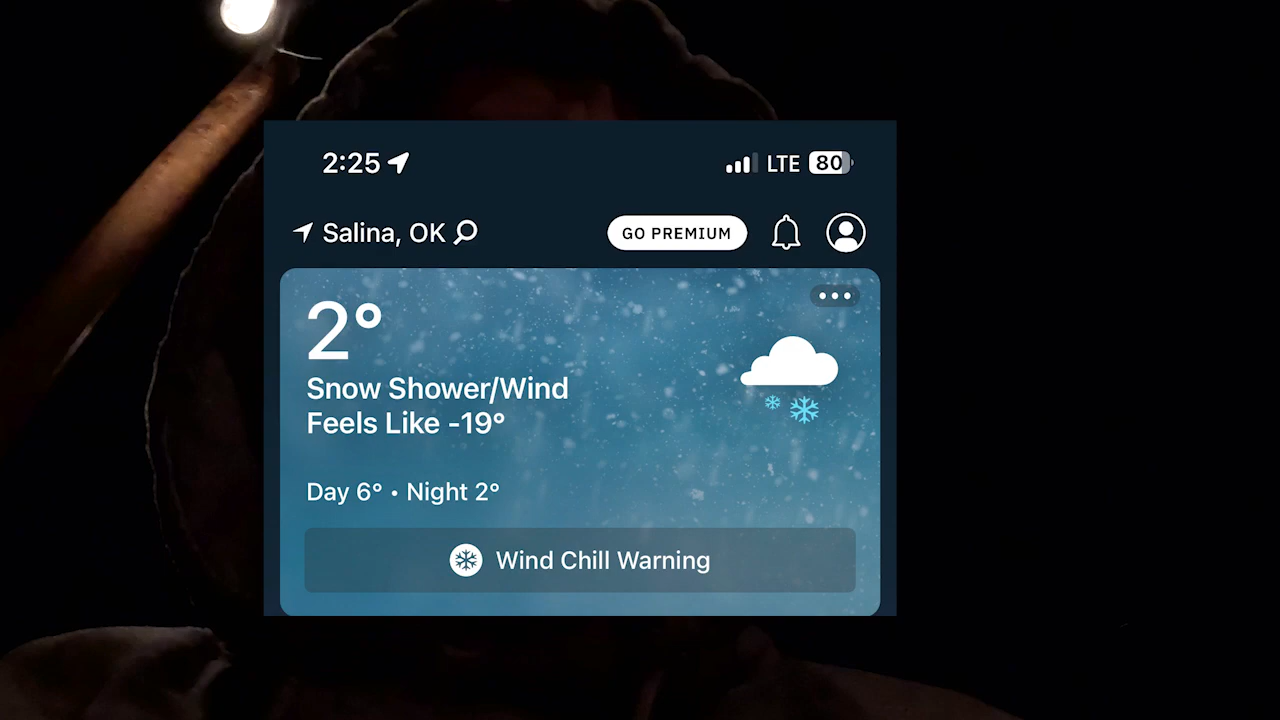 2:25 LTE 80
Salina, OK GO PREMIUM
2°
Snow Shower/Wind
Feels Like -19°
Day 6° • Night 2°
Wind Chill Warning